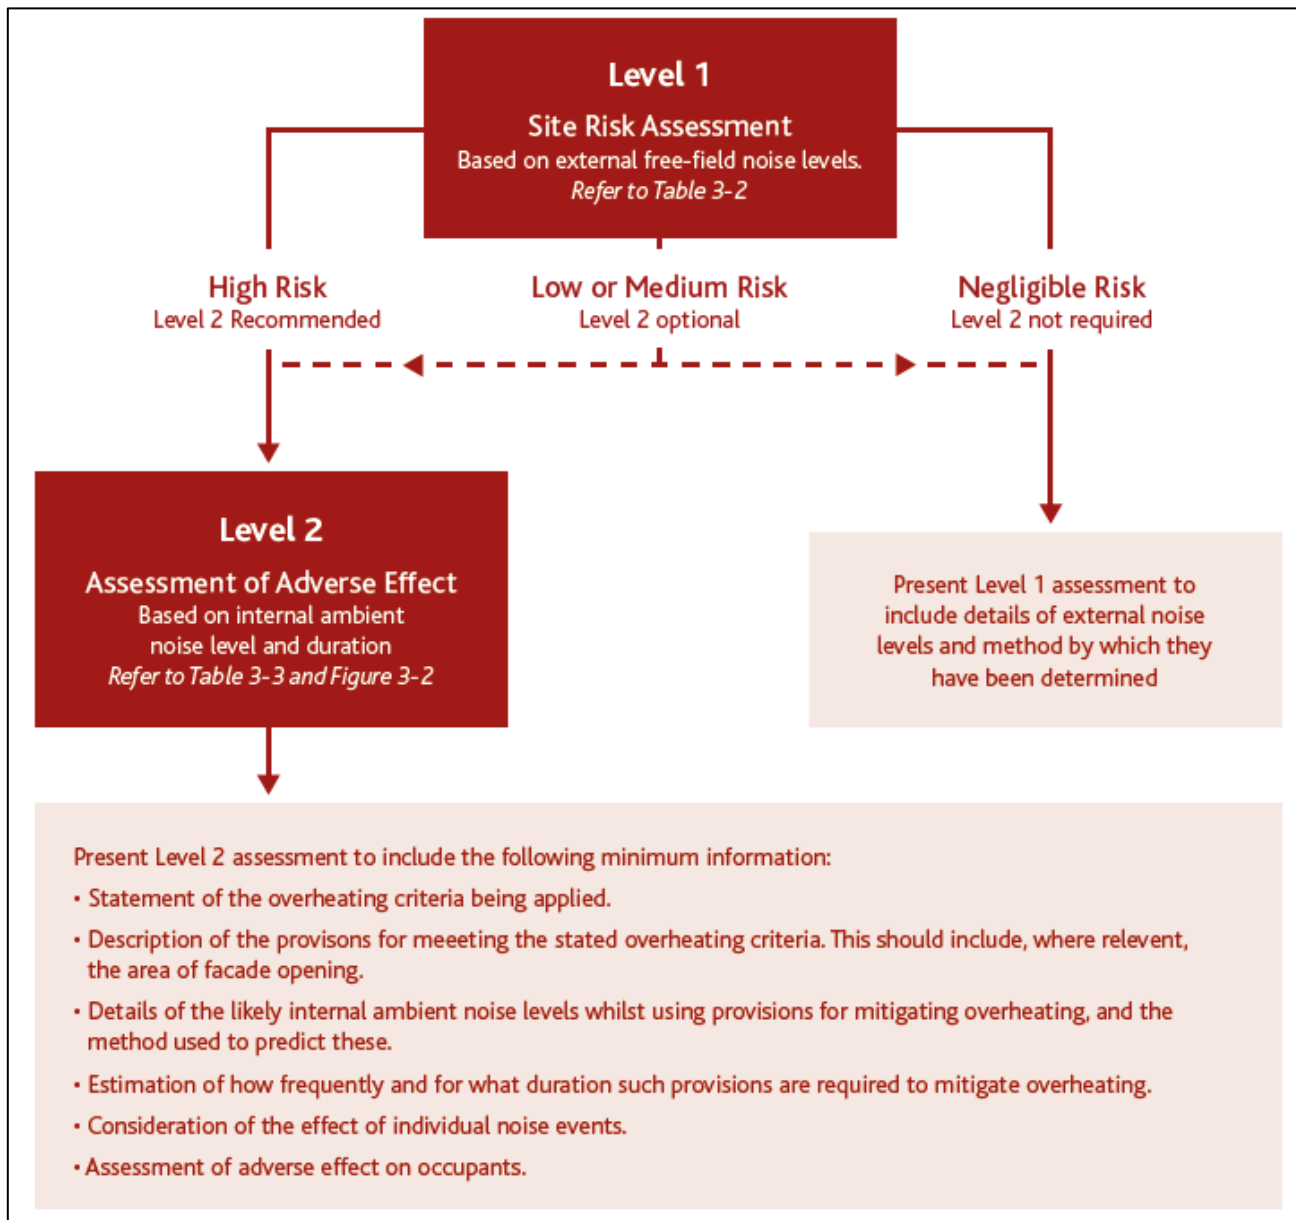 Level 1
Site Risk Assessment
Based on external free-field noise levels.
Refer to Table 3-2
High Risk
Level 2 Recommended
Low or Medium Risk
Level 2 optional
Negligible Risk
Level 2 not required
Level 2
Assessment of Adverse Effect
Based on internal ambient
noise level and duration
Refer to Table 3-3 and Figure 3-2
Present Level 1 assessment to
include details of external noise
levels and method by which they
have been determined
Present Level 2 assessment to include the following minimum information:
• Statement of the overheating criteria being applied.
• Description of the provisons for meeeting the stated overheating criteria. This should include, where relevent,
the area of facade opening.
• Details of the likely internal ambient noise levels whilst using provisions for mitigating overheating, and the
method used to predict these.
• Estimation of how frequently and for what duration such provisions are required to mitigate overheating.
• Consideration of the effect of individual noise events.
• Assessment of adverse effect on occupants.